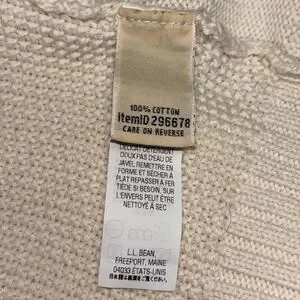 100% COTTON
ItemID 296678
CARE ON REVERSE
DÉLICAT DÉTERGENT
DOUX PAS D'EAU DE
JAVEL, REMETTRE EN
FORME ET SÉCHER À
PLAT REPASSER À FER
TIÈDE SI BESOIN, SUR
L'ENVERS PEUT ÊTRE
NETTOYÉ À SEC
L.L. BEAN,
FREEPORT, MAINE
04033 ÉTATS-UNIS